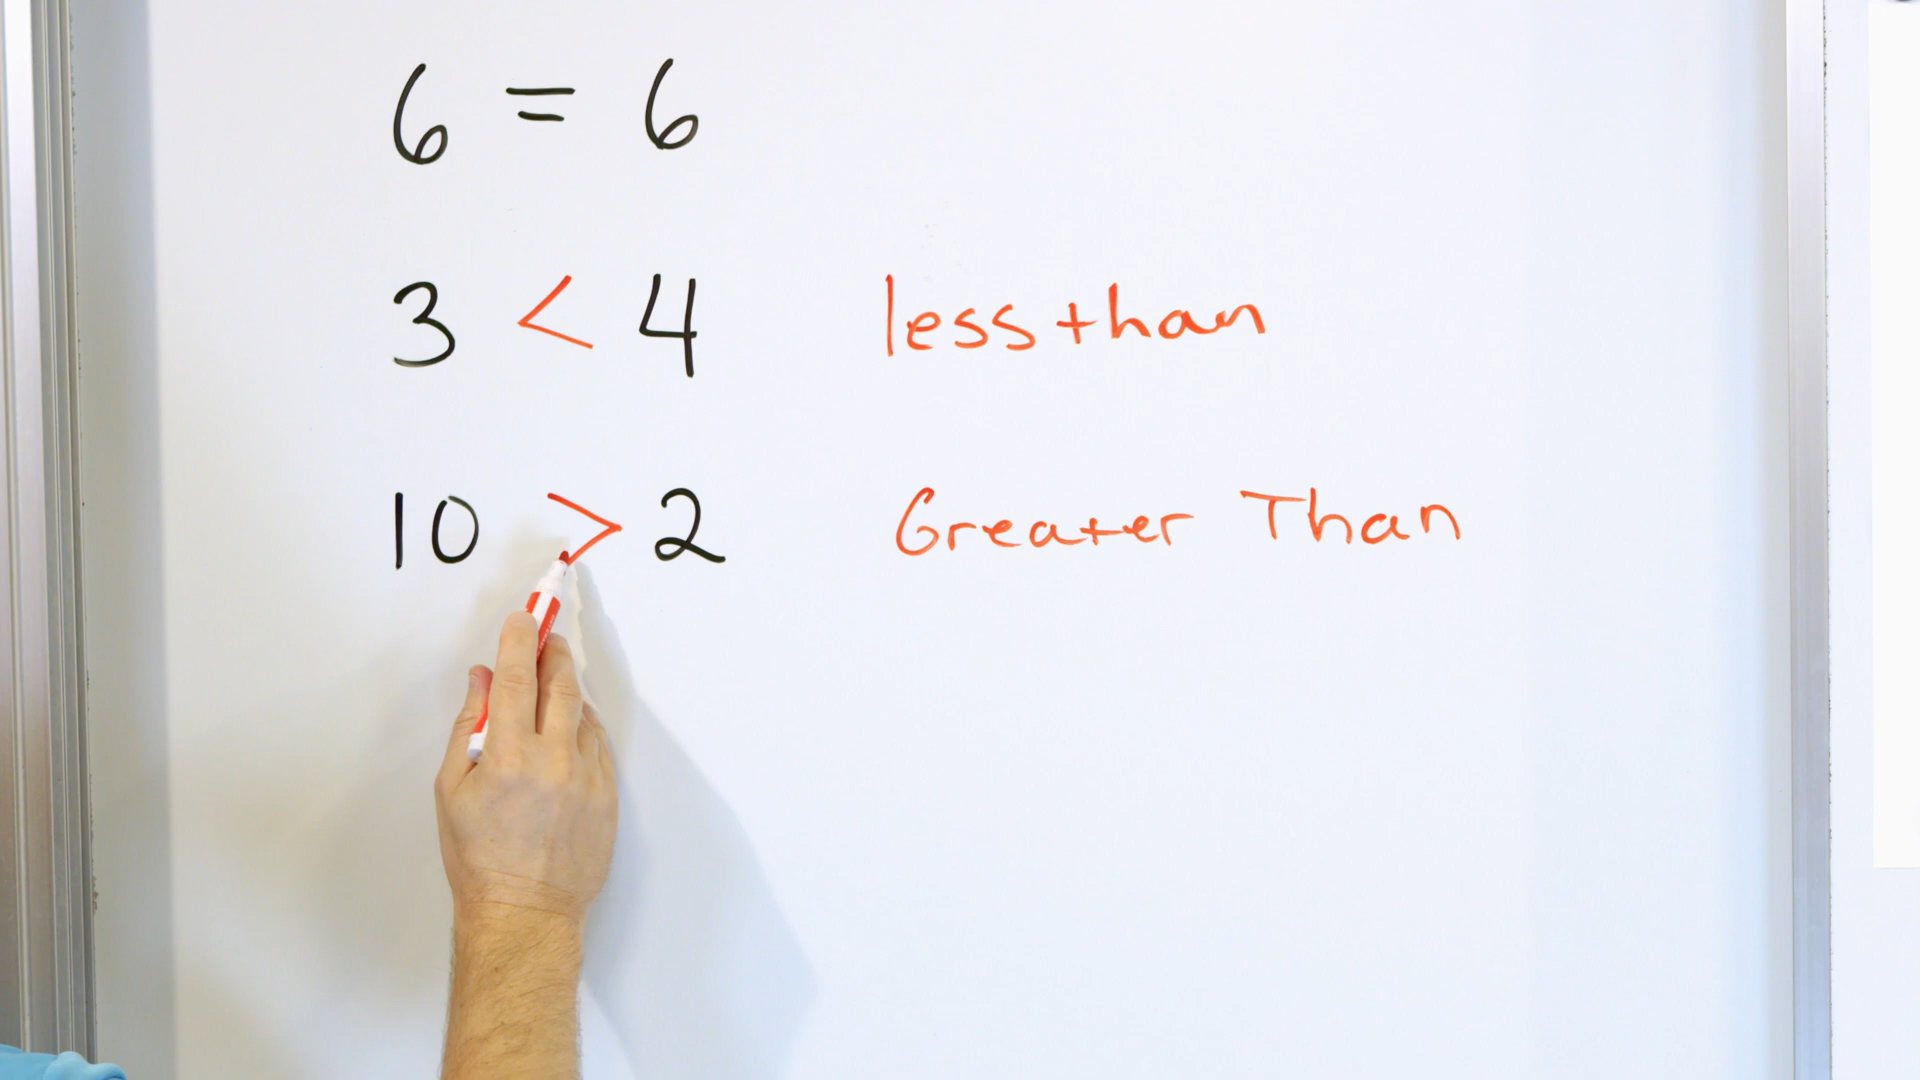 6 = 6
3 < 4 less than
10 > 2 Greater Than